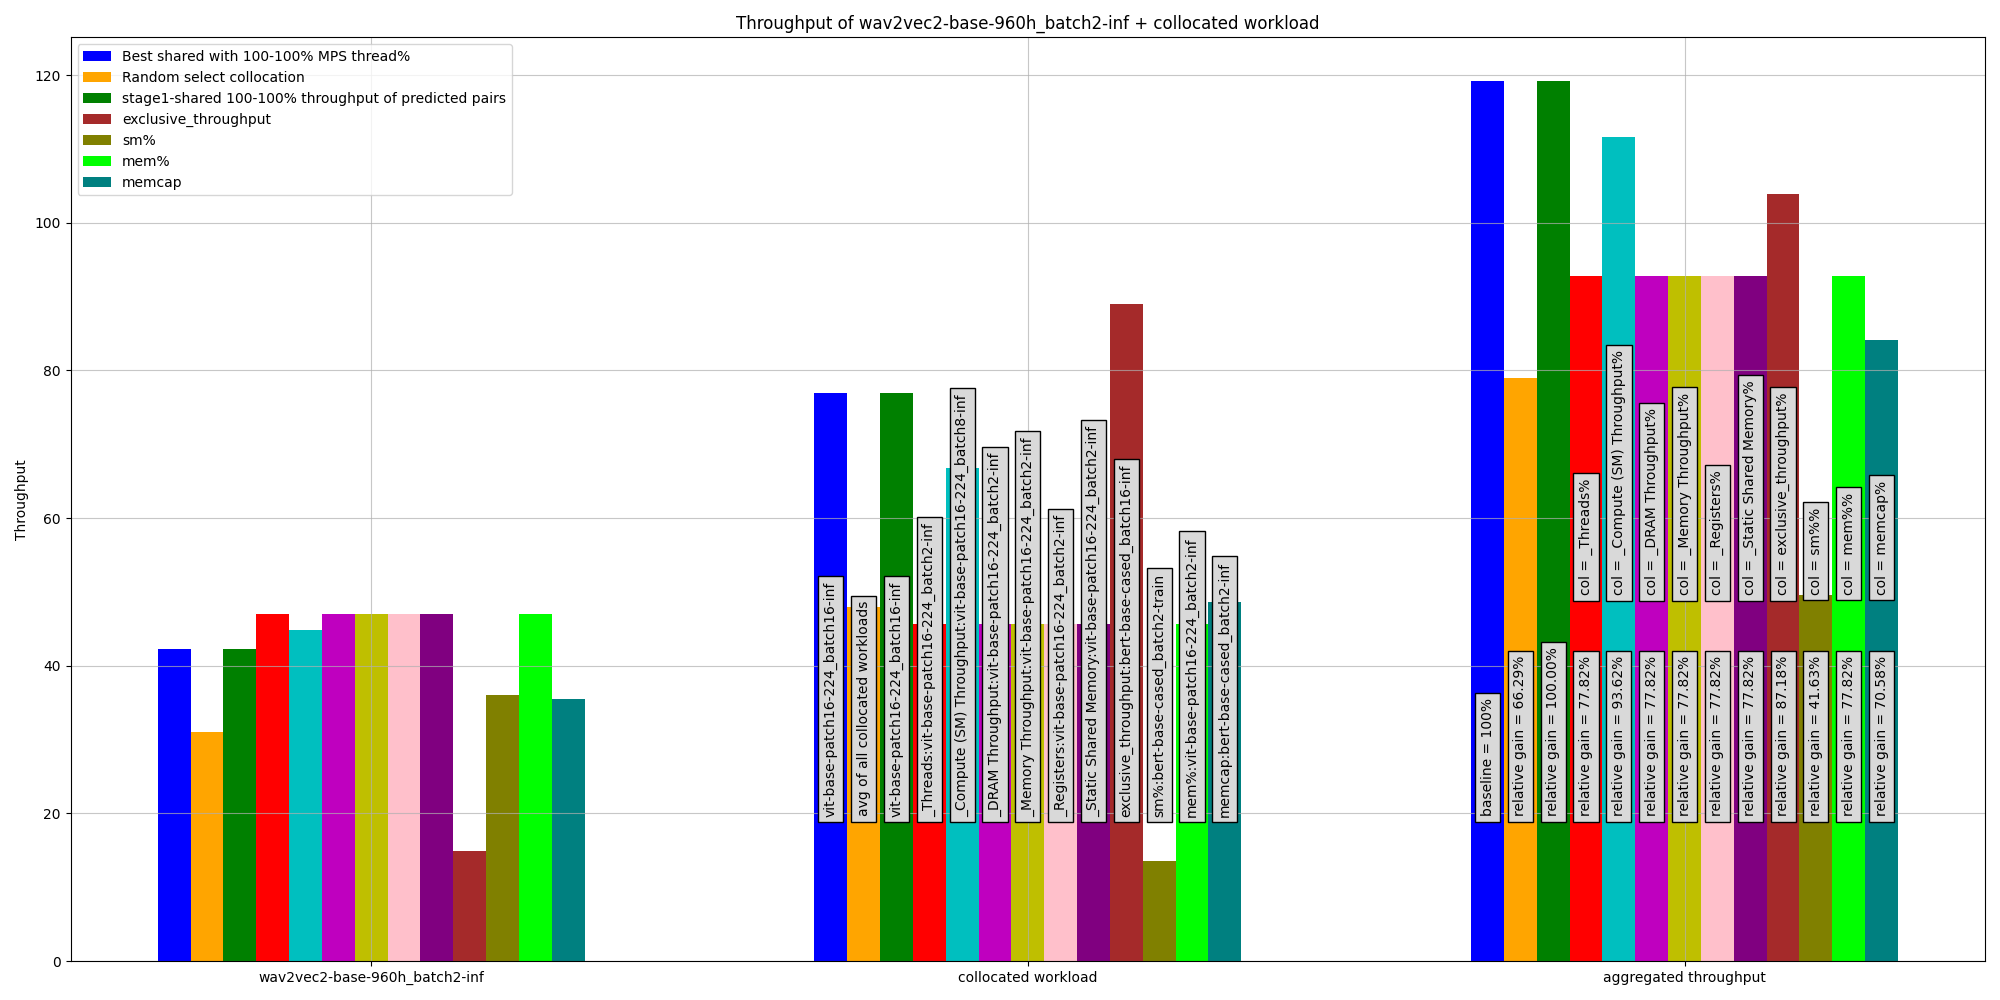 Throughput of wav2vec2-base-960h_batch2-inf + collocated workload
Best shared with 100-100% MPS thread%
Random select collocation
stage1-shared 100-100% throughput of predicted pairs
exclusive_throughput
sm%
mem%
memcap
Throughput
120
100
80
60
40
20
0
vit-base-patch16-224_batch16-inf
avg of all collocated workloads
vit-base-patch16-224_batch16-inf
_Threads:vit-base-patch16-224_batch2-inf
_Compute (SM) Throughput:vit-base-patch16-224_batch8-inf
_DRAM Throughput:vit-base-patch16-224_batch2-inf
_Memory Throughput:vit-base-patch16-224_batch2-inf
_Registers:vit-base-patch16-224_batch2-inf
_Static Shared Memory:vit-base-patch16-224_batch2-inf
exclusive_throughput:bert-base-cased_batch16-inf
sm%:bert-base-cased_batch2-train
mem%:vit-base-patch16-224_batch2-inf
memcap:bert-base-cased_batch2-inf
col = _Threads%
col = _Compute (SM) Throughput%
col = _DRAM Throughput%
col = _Memory Throughput%
col = _Registers%
col = _Static Shared Memory%
col = exclusive_throughput%
col = sm%%
col = mem%%
col = memcap%
baseline = 100%
relative gain = 66.29%
relative gain = 100.00%
relative gain = 77.82%
relative gain = 93.62%
relative gain = 77.82%
relative gain = 77.82%
relative gain = 77.82%
relative gain = 77.82%
relative gain = 87.18%
relative gain = 41.63%
relative gain = 77.82%
relative gain = 70.58%
wav2vec2-base-960h_batch2-inf
collocated workload
aggregated throughput